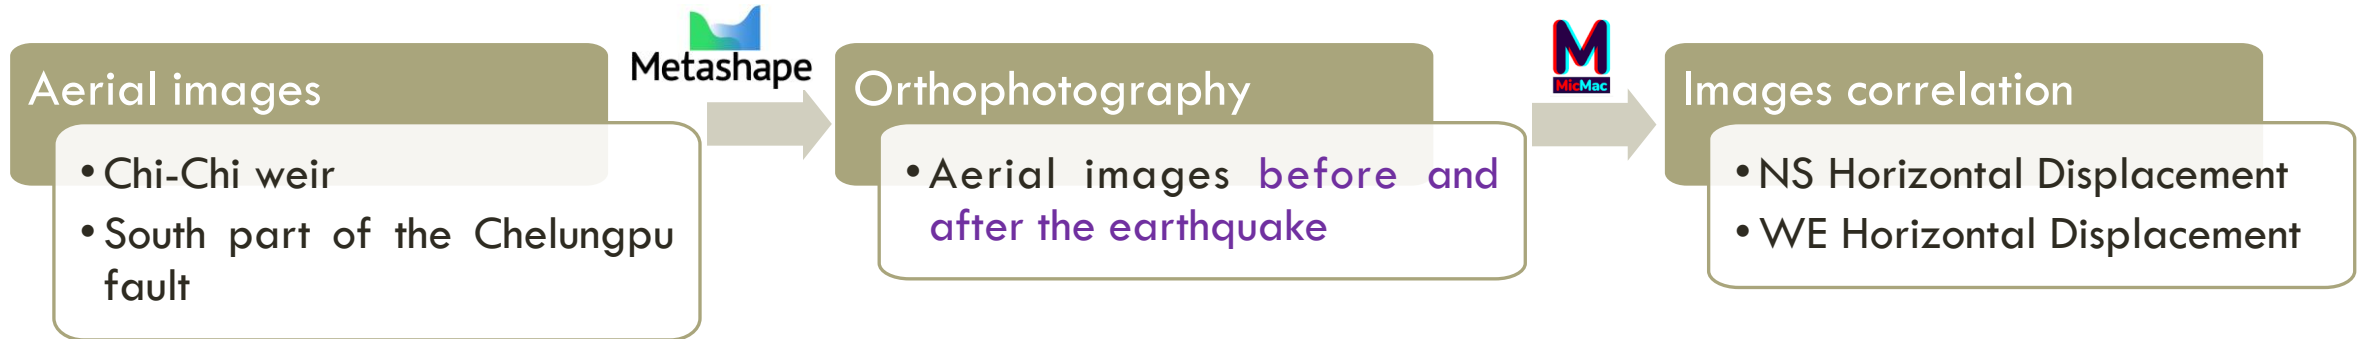 Aerial images
• Chi-Chi weir
• South part of the Chelungpu
fault
Metashape
Orthophotography
• Aerial images before and
after the earthquake
M
MicMac
Images correlation
• NS Horizontal Displacement
• WE Horizontal Displacement